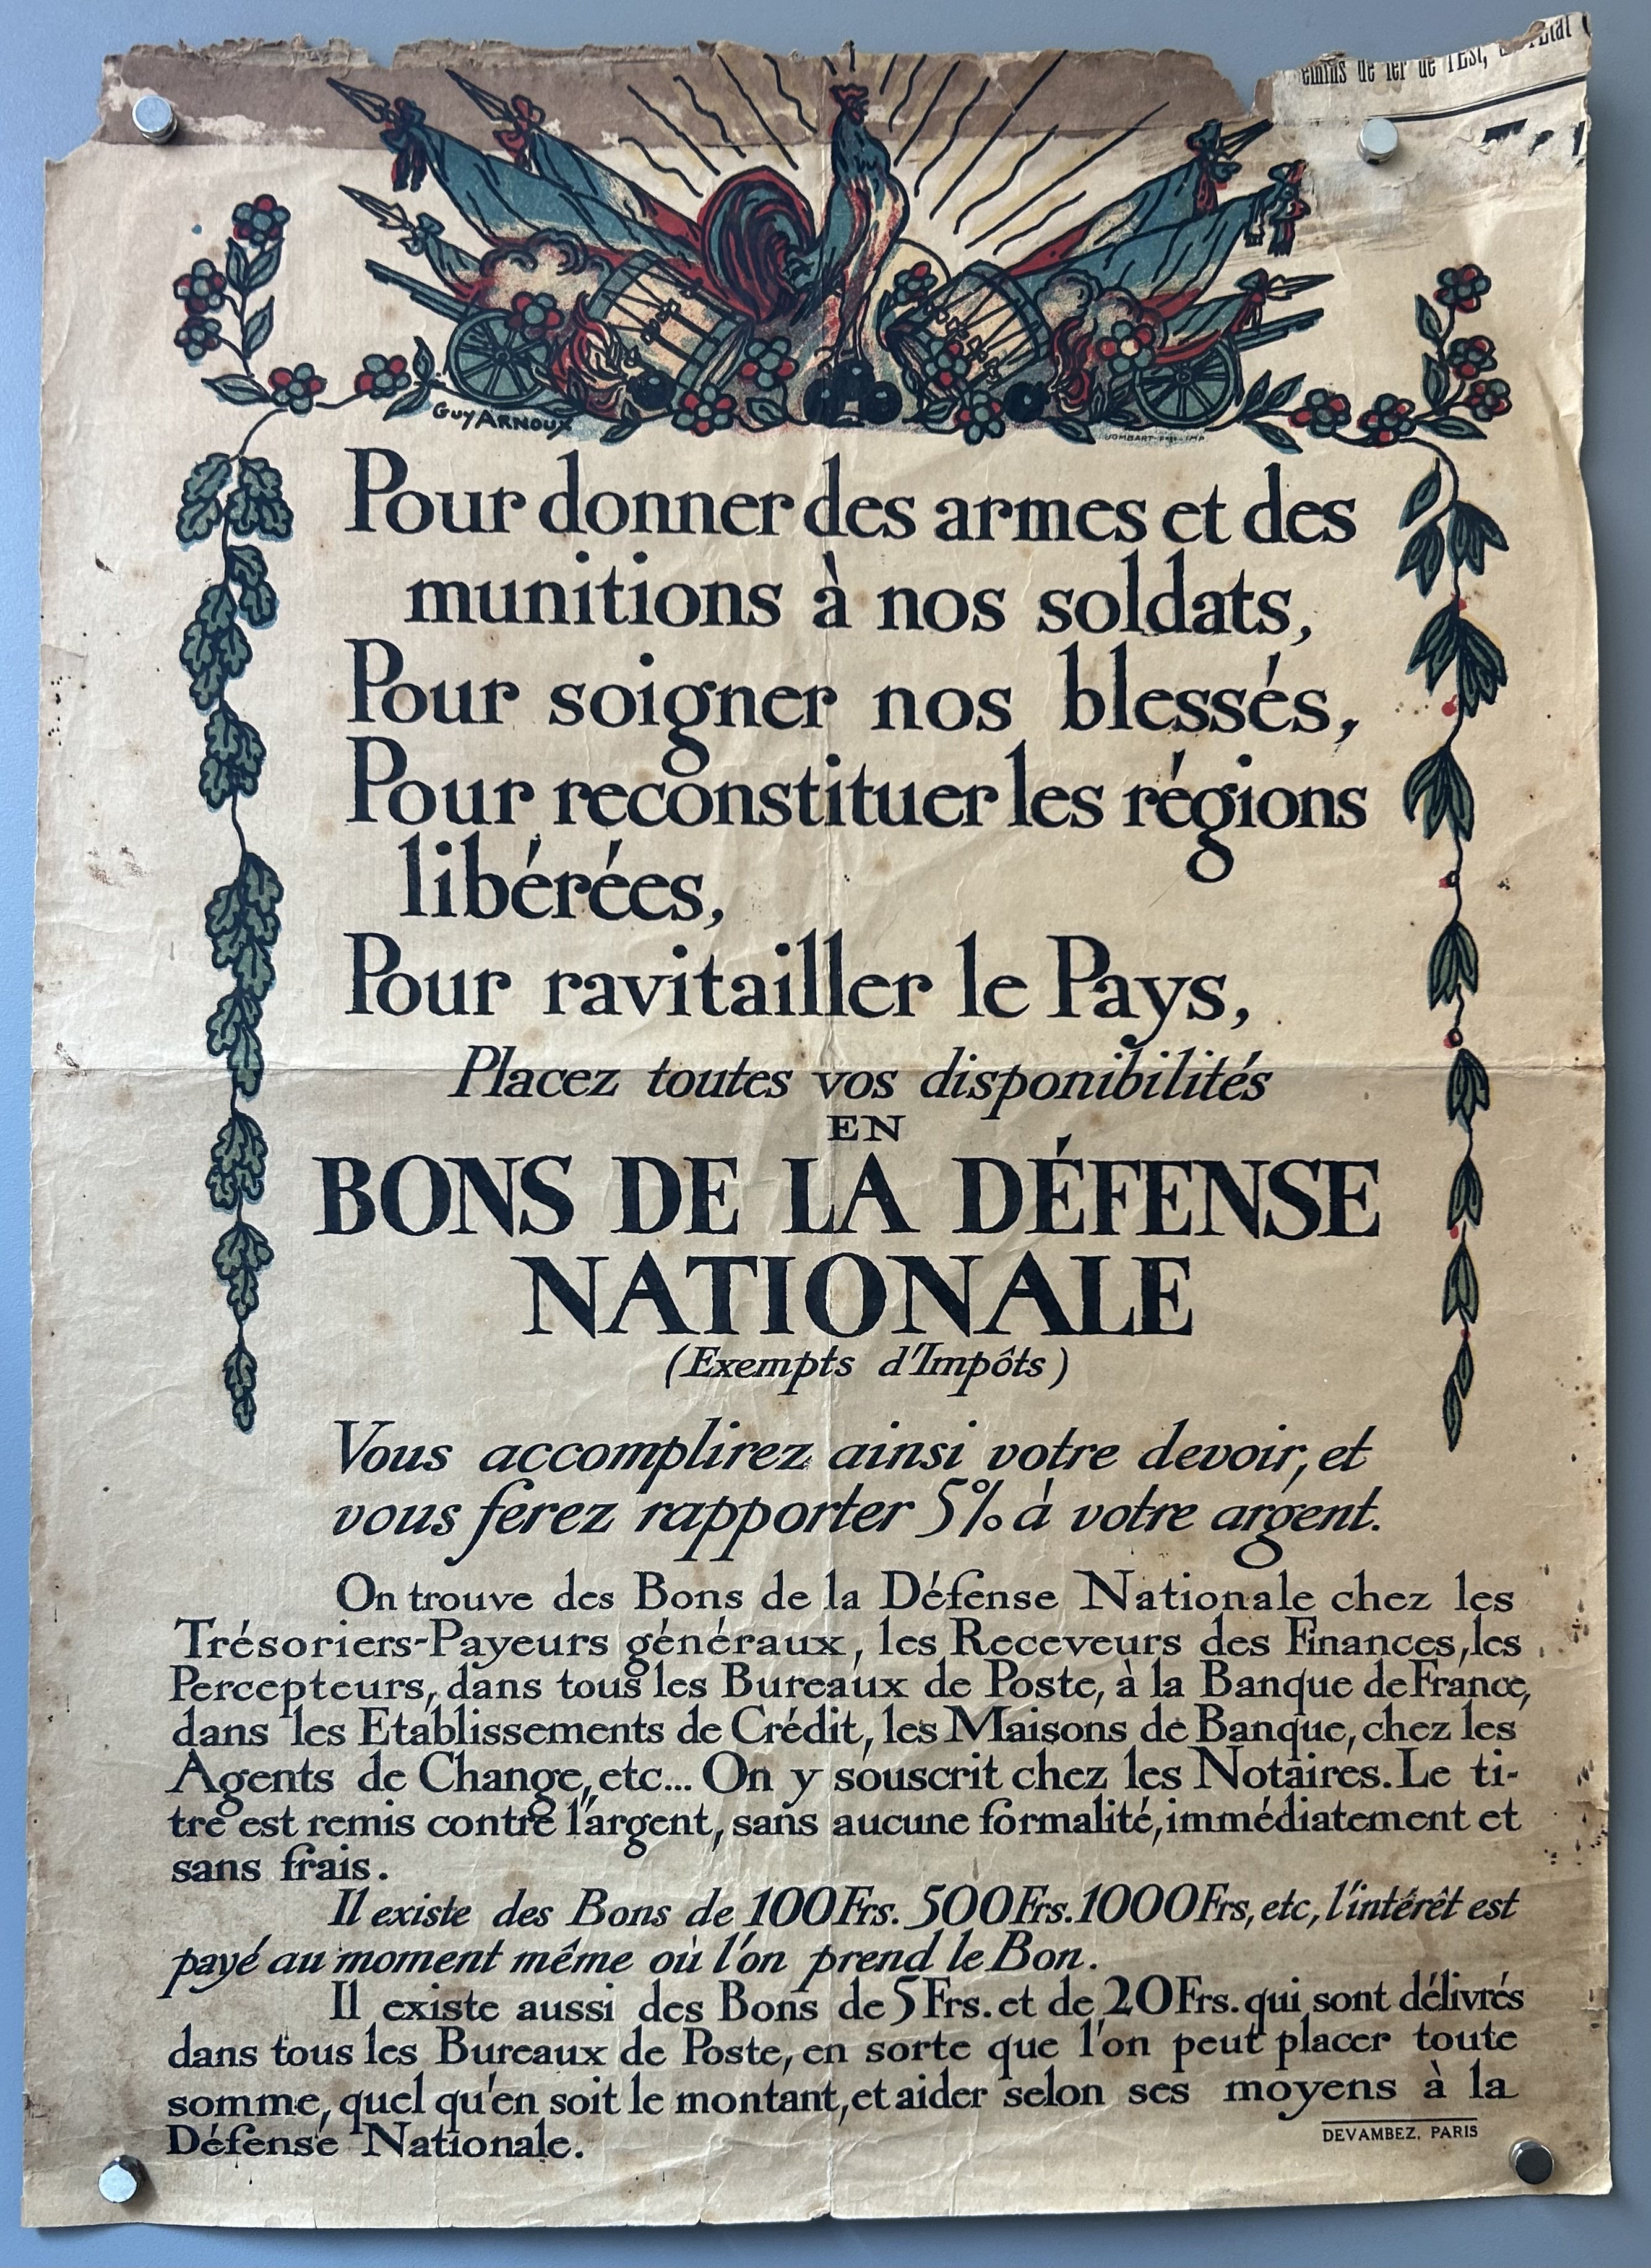 de fer de l'Est,
GUY ARNOUX
Pour donner des armes et des
munitions à nos soldats,
Pour soigner nos blessés,
Pour reconstituer les régions
libérées,
Pour ravitailler le Pays,
Placez toutes vos disponibilités
EN
BONS DE LA DÉFENSE
NATIONALE
(Exempts d'Impôts)
Vous accomplirez ainsi votre devoir, et
vous ferez rapporter 5% à votre argent.
On trouve des Bons de la Défense Nationale chez les
Trésoriers-Payeurs généraux, les Receveurs des Finances, les
Percepteurs, dans tous les Bureaux de Poste, à la Banque de France,
dans les Etablissements de Crédit, les Maisons de Banque, chez les
Agents de Change, etc... On y souscrit chez les Notaires. Le ti-
tre est remis contre l'argent, sans aucune formalité, immédiatement et
sans frais.
Il existe des Bons de 100Frs. 500Frs. 1000Frs, etc, l'intérêt est
payé au moment même où l'on prend le Bon.
Il existe aussi des Bons de 5 Frs. et de 20Frs. qui sont délivrés
dans tous les Bureaux de Poste, en sorte que l'on peut placer toute
somme, quel qu'en soit le montant, et aider selon ses moyens à la
Défense Nationale.
DEVAMBEZ. PARIS